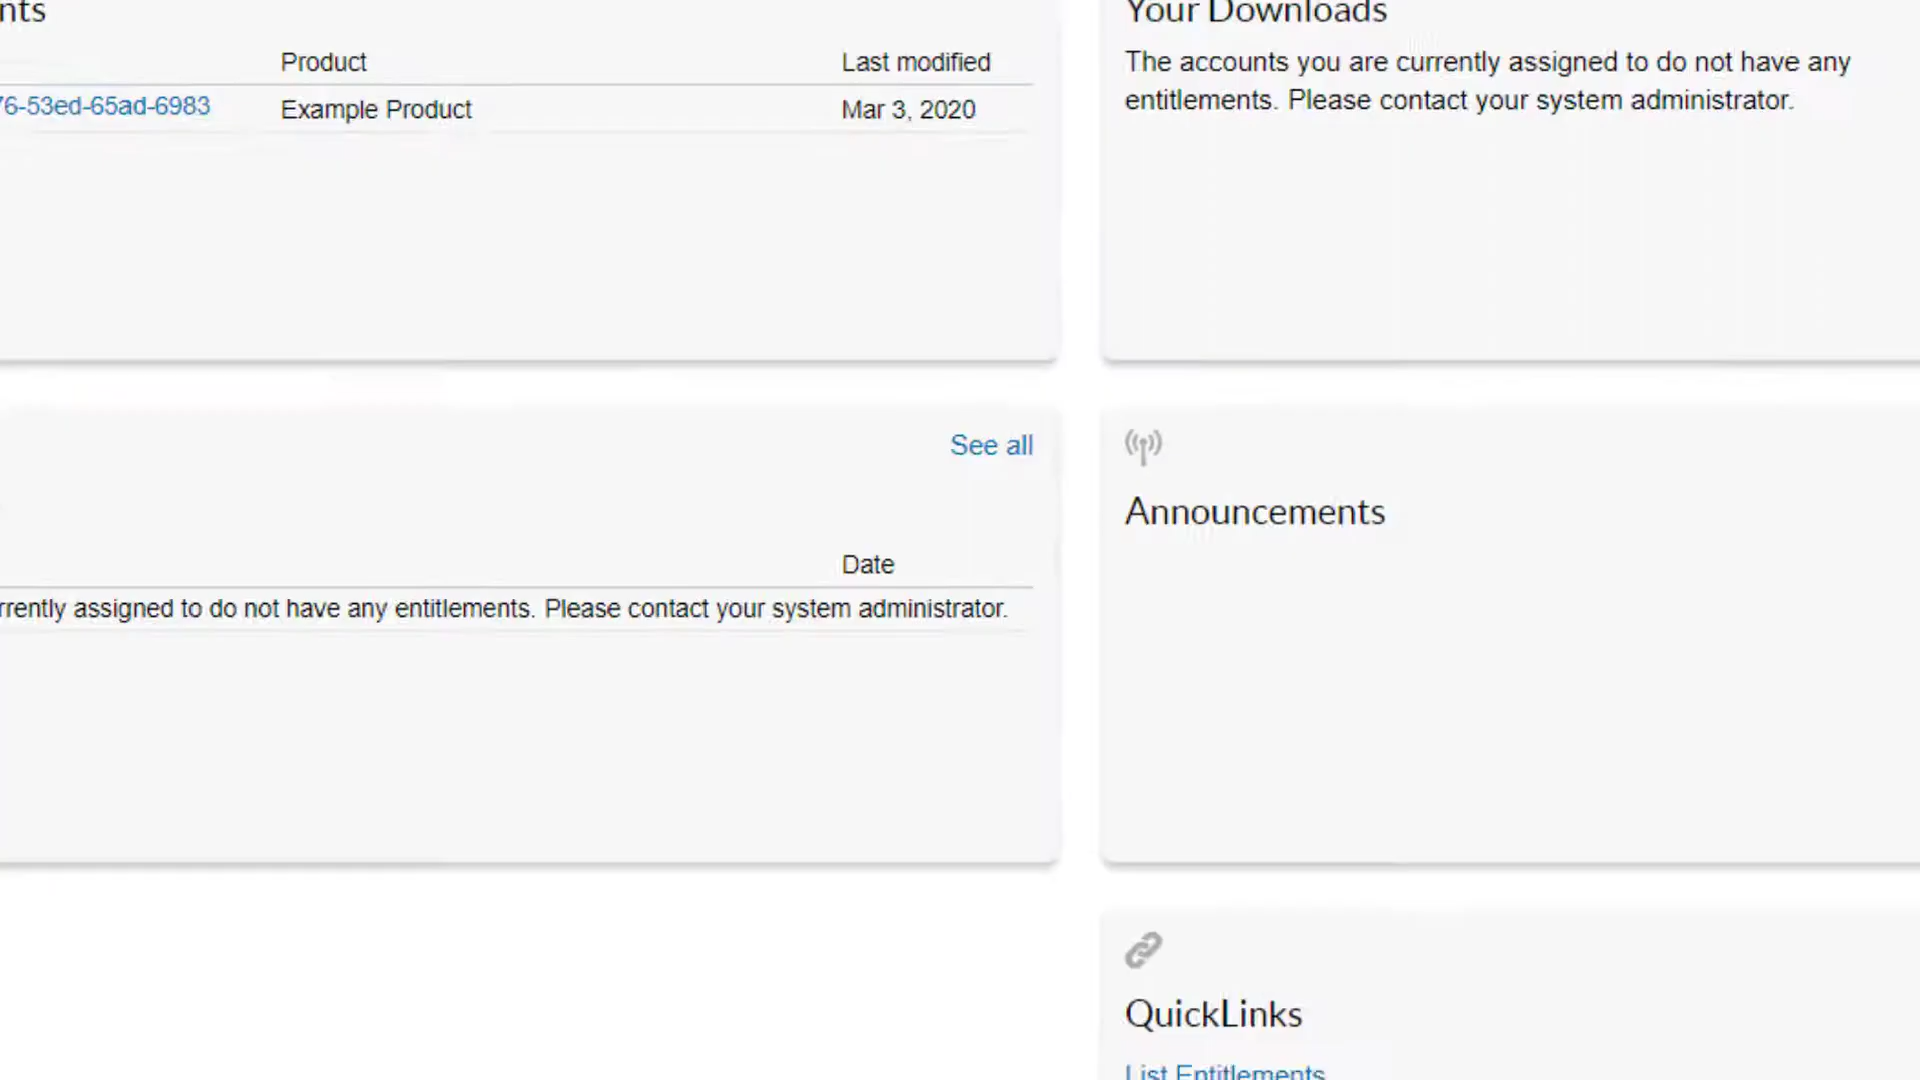 nts
Product Last modified
76-53ed-65ad-6983 Example Product Mar 3, 2020
Your Downloads
The accounts you are currently assigned to do not have any
entitlements. Please contact your system administrator.
See all
Date
rrently assigned to do not have any entitlements. Please contact your system administrator.
Announcements
QuickLinks
List Entitlements